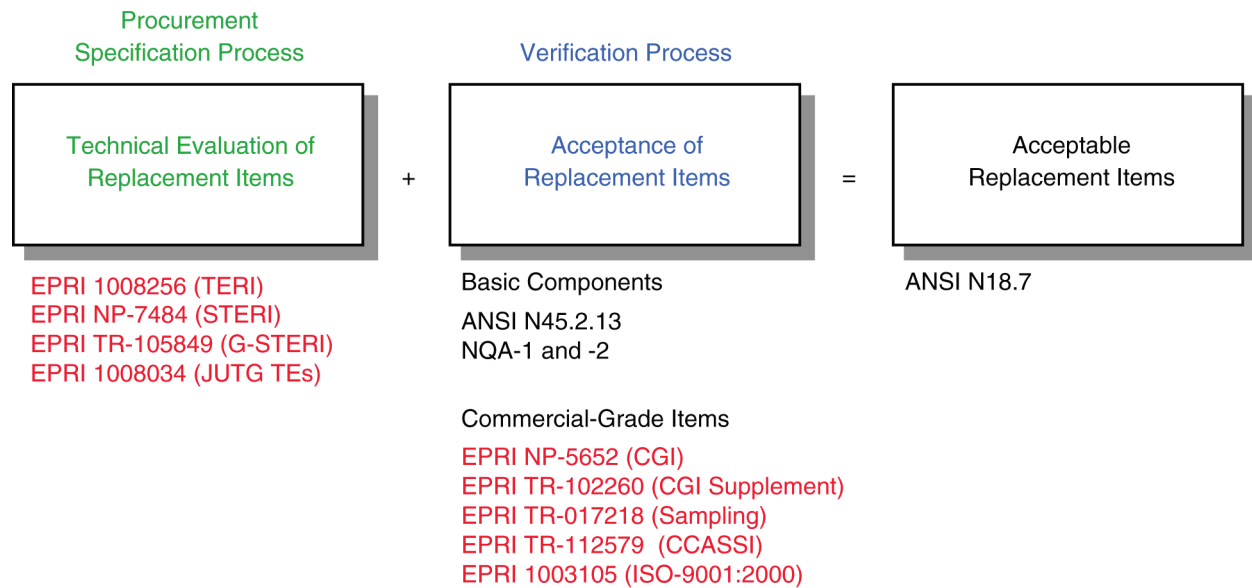 Procurement
Specification Process
Verification Process
Technical Evaluation of
Replacement Items
+
Acceptance of
Replacement Items
=
Acceptable
Replacement Items
EPRI 1008256 (TERI)
EPRI NP-7484 (STERI)
EPRI TR-105849 (G-STERI)
EPRI 1008034 (JUTG TEs)
Basic Components
ANSI N45.2.13
NQA-1 and -2
Commercial-Grade Items
EPRI NP-5652 (CGI)
EPRI TR-102260 (CGI Supplement)
EPRI TR-017218 (Sampling)
EPRI TR-112579 (CCASSI)
EPRI 1003105 (ISO-9001:2000)
ANSI N18.7